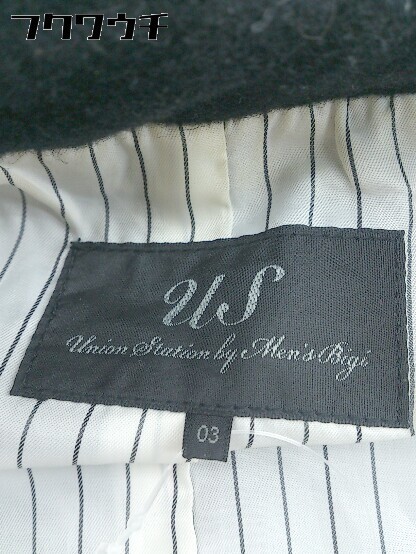 フクワウチ
US
Union Station by Men's Bigi
03